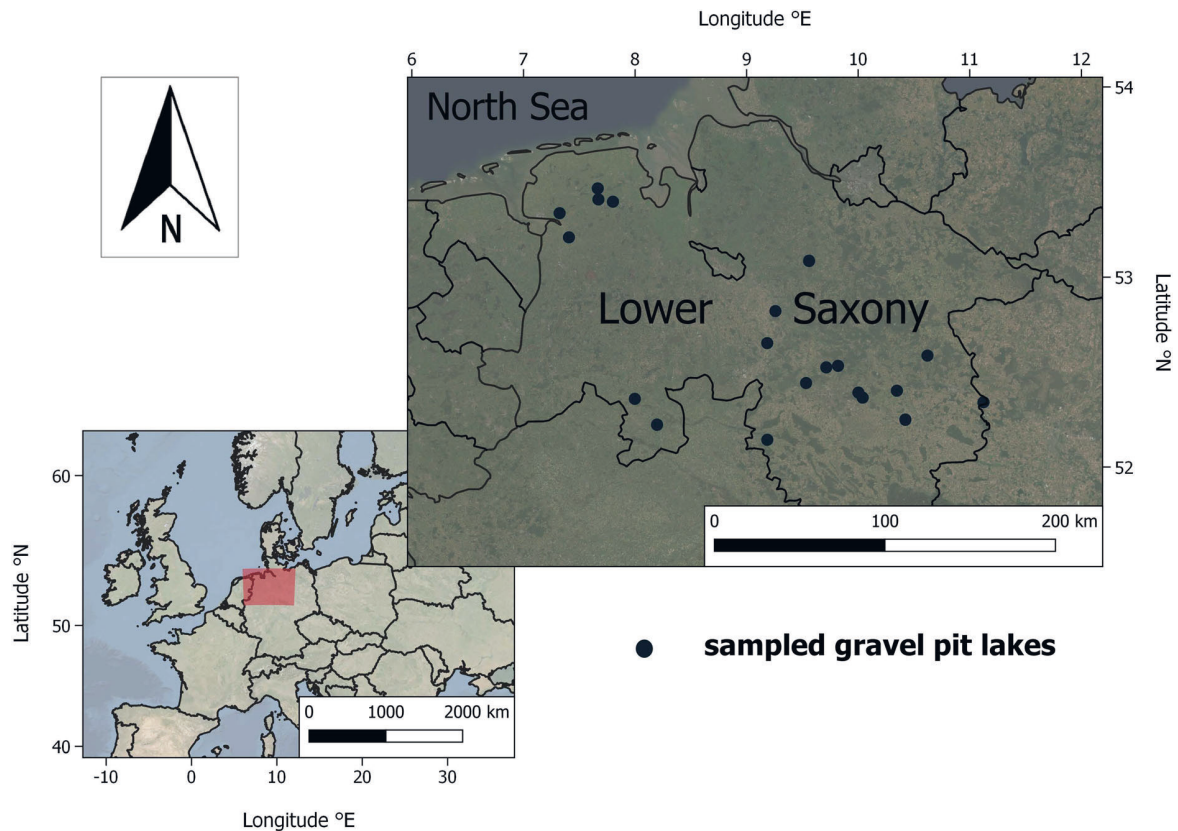 Longitude °E
6 7 8 9 10 11 12
North Sea
54
N
53
Latitude °N
Lower Saxony
52
0 100 200 km
60
50
40
Latitude °N
0 1000 2000 km
-10 0 10 20 30
Longitude °E
sampled gravel pit lakes